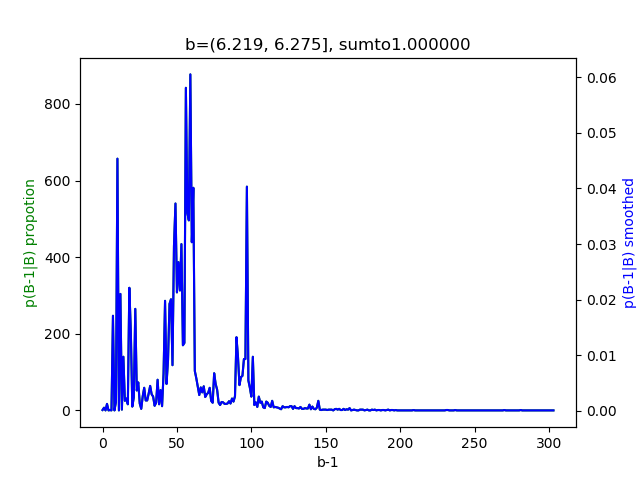 b=(6.219, 6.275], sumto1.000000
p(B-1|B) propotion
800
600
400
200
0
0.06
0.05
0.04
0.03
0.02
0.01
0.00
p(B-1|B) smoothed
0 50 100 150 200 250 300
b-1